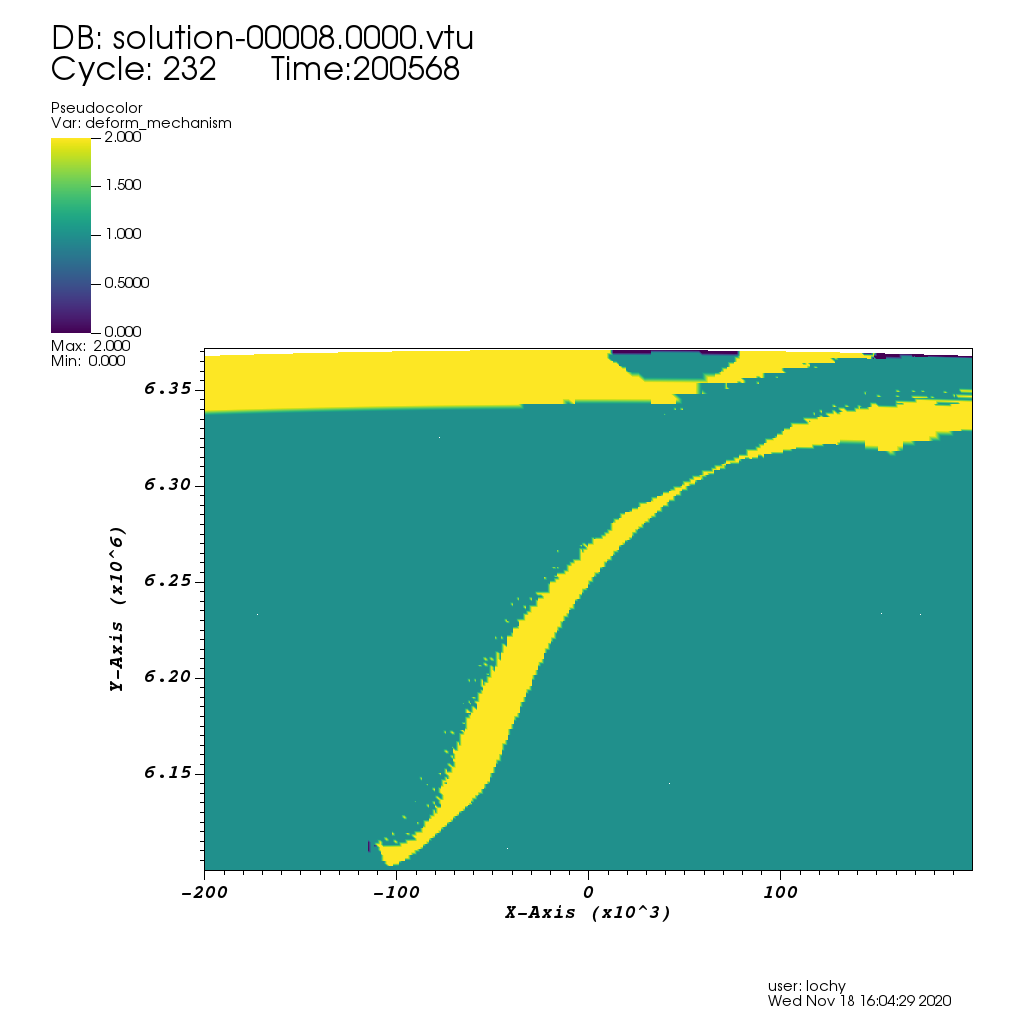 DB: solution-00008.0000.vtu
Cycle: 232 Time:200568
Pseudocolor
Var: deform_mechanism
2.000
1.500
1.000
0.5000
0.000
Max: 2.000
Min: 0.000
6.35
6.30
6.25
6.20
6.15
Y-Axis (x10^6)
-200 -100 0 100
X-Axis (x10^3)
user: lochy
Wed Nov 18 16:04:29 2020